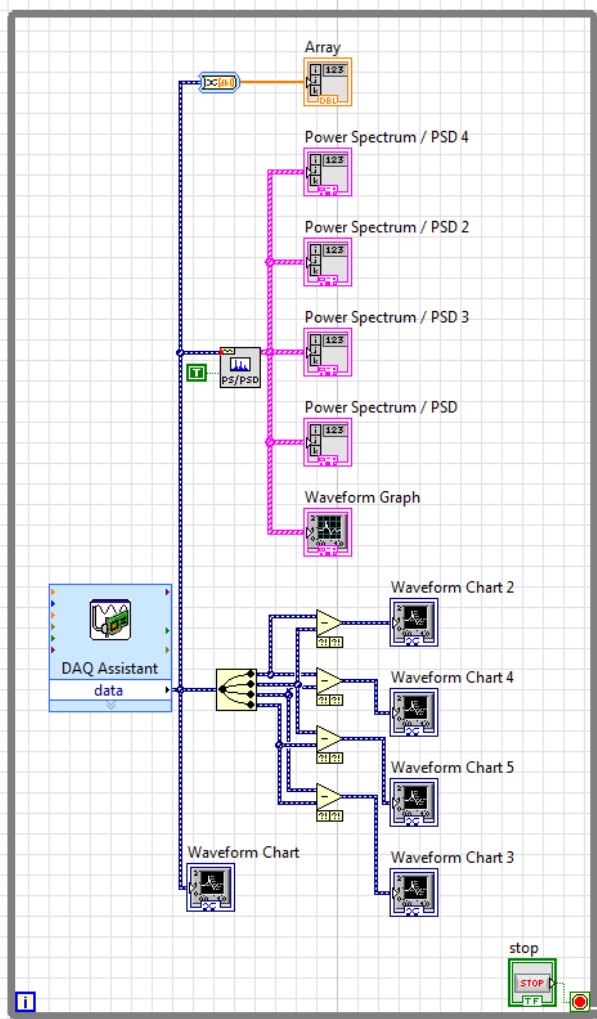 Array
123
DBL
Power Spectrum / PSD 4
123
Power Spectrum / PSD 2
123
Power Spectrum / PSD 3
123
T
PS/PSD
Power Spectrum / PSD
123
Waveform Graph
DAQ Assistant
data
Waveform Chart 2
?! ?!
Waveform Chart 4
?! ?!
Waveform Chart 5
?! ?!
Waveform Chart 3
?! ?!
Waveform Chart
stop
STOP
TF
i